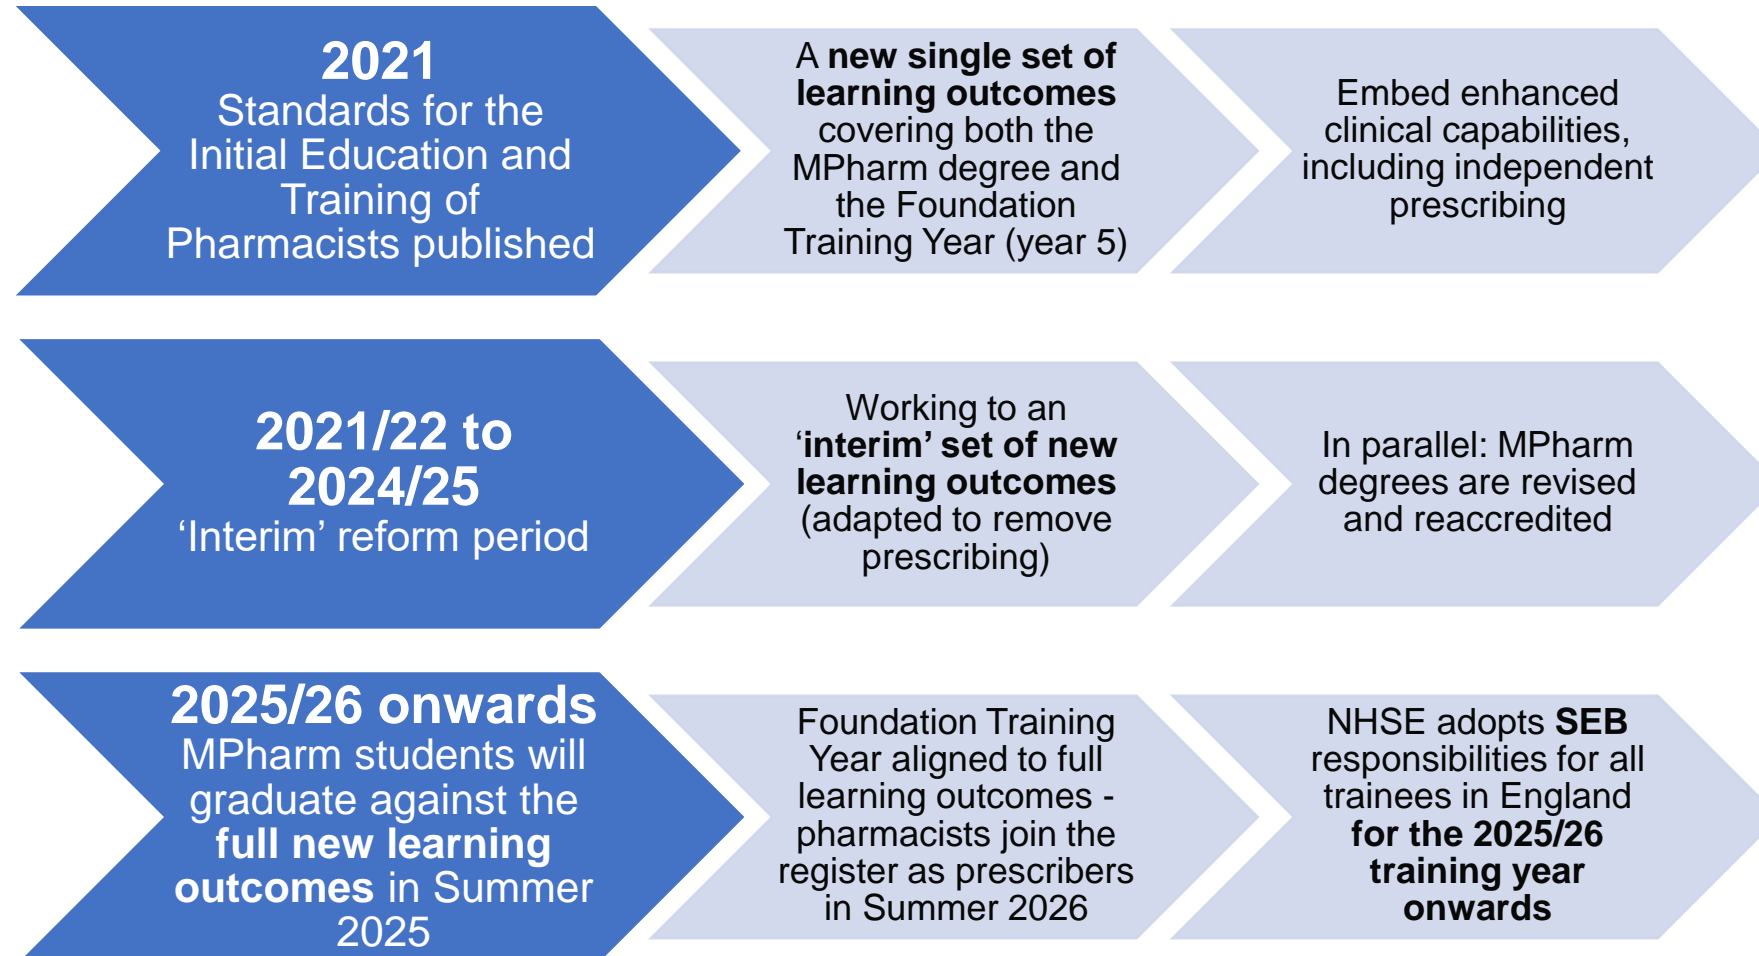 2021
Standards for the
Initial Education and
Training of
Pharmacists published
A new single set of
learning outcomes
covering both the
MPharm degree and
the Foundation
Training Year (year 5)
Embed enhanced
clinical capabilities,
including independent
prescribing
2021/22 to
2024/25
‘Interim’ reform period
Working to an
‘interim’ set of new
learning outcomes
(adapted to remove
prescribing)
In parallel: MPharm
degrees are revised
and reaccredited
2025/26 onwards
MPharm students will
graduate against the
full new learning
outcomes in Summer
2025
Foundation Training
Year aligned to full
learning outcomes -
pharmacists join the
register as prescribers
in Summer 2026
NHSE adopts SEB
responsibilities for all
trainees in England
for the 2025/26
training year
onwards